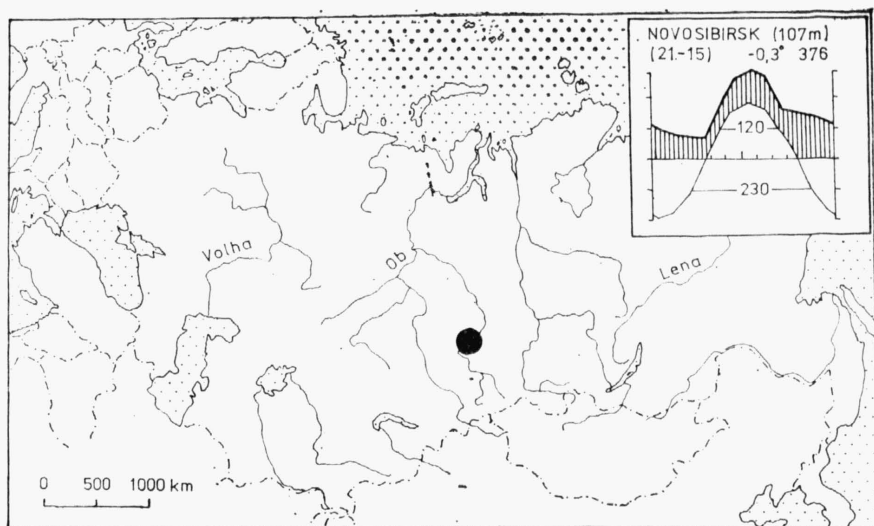 NOVOSIBIRSK (107m)
(21-15) -0,3° 376
120
230
Volha
Ob
Lena
0 500 1000 km